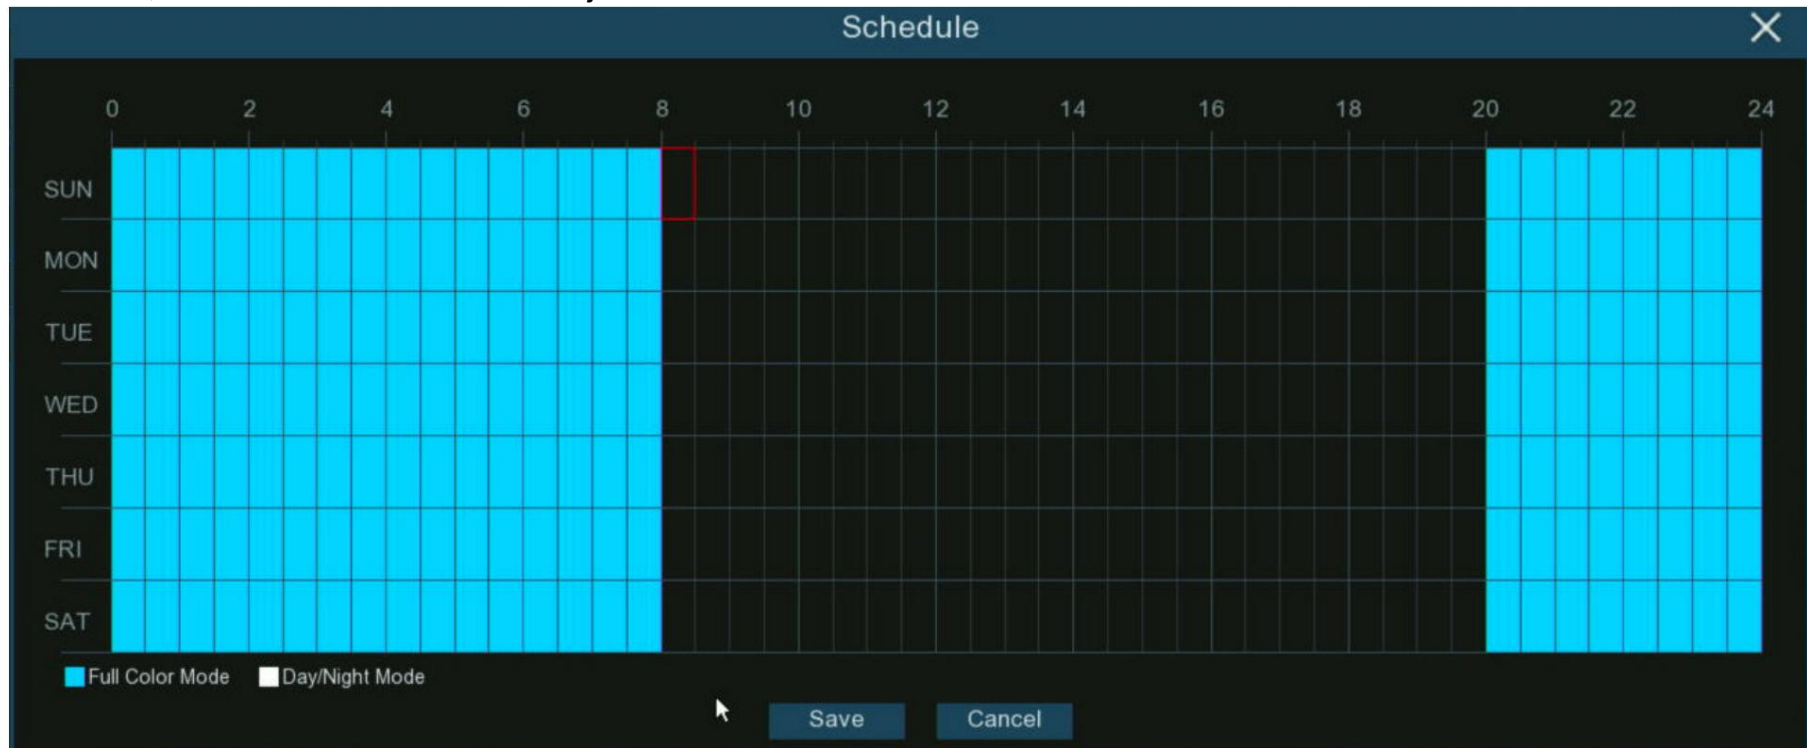 Schedule
0 2 4 6 8 10 12 14 16 18 20 22 24
SUN
MON
TUE
WED
THU
FRI
SAT
Full Color Mode Day/Night Mode
Save Cancel